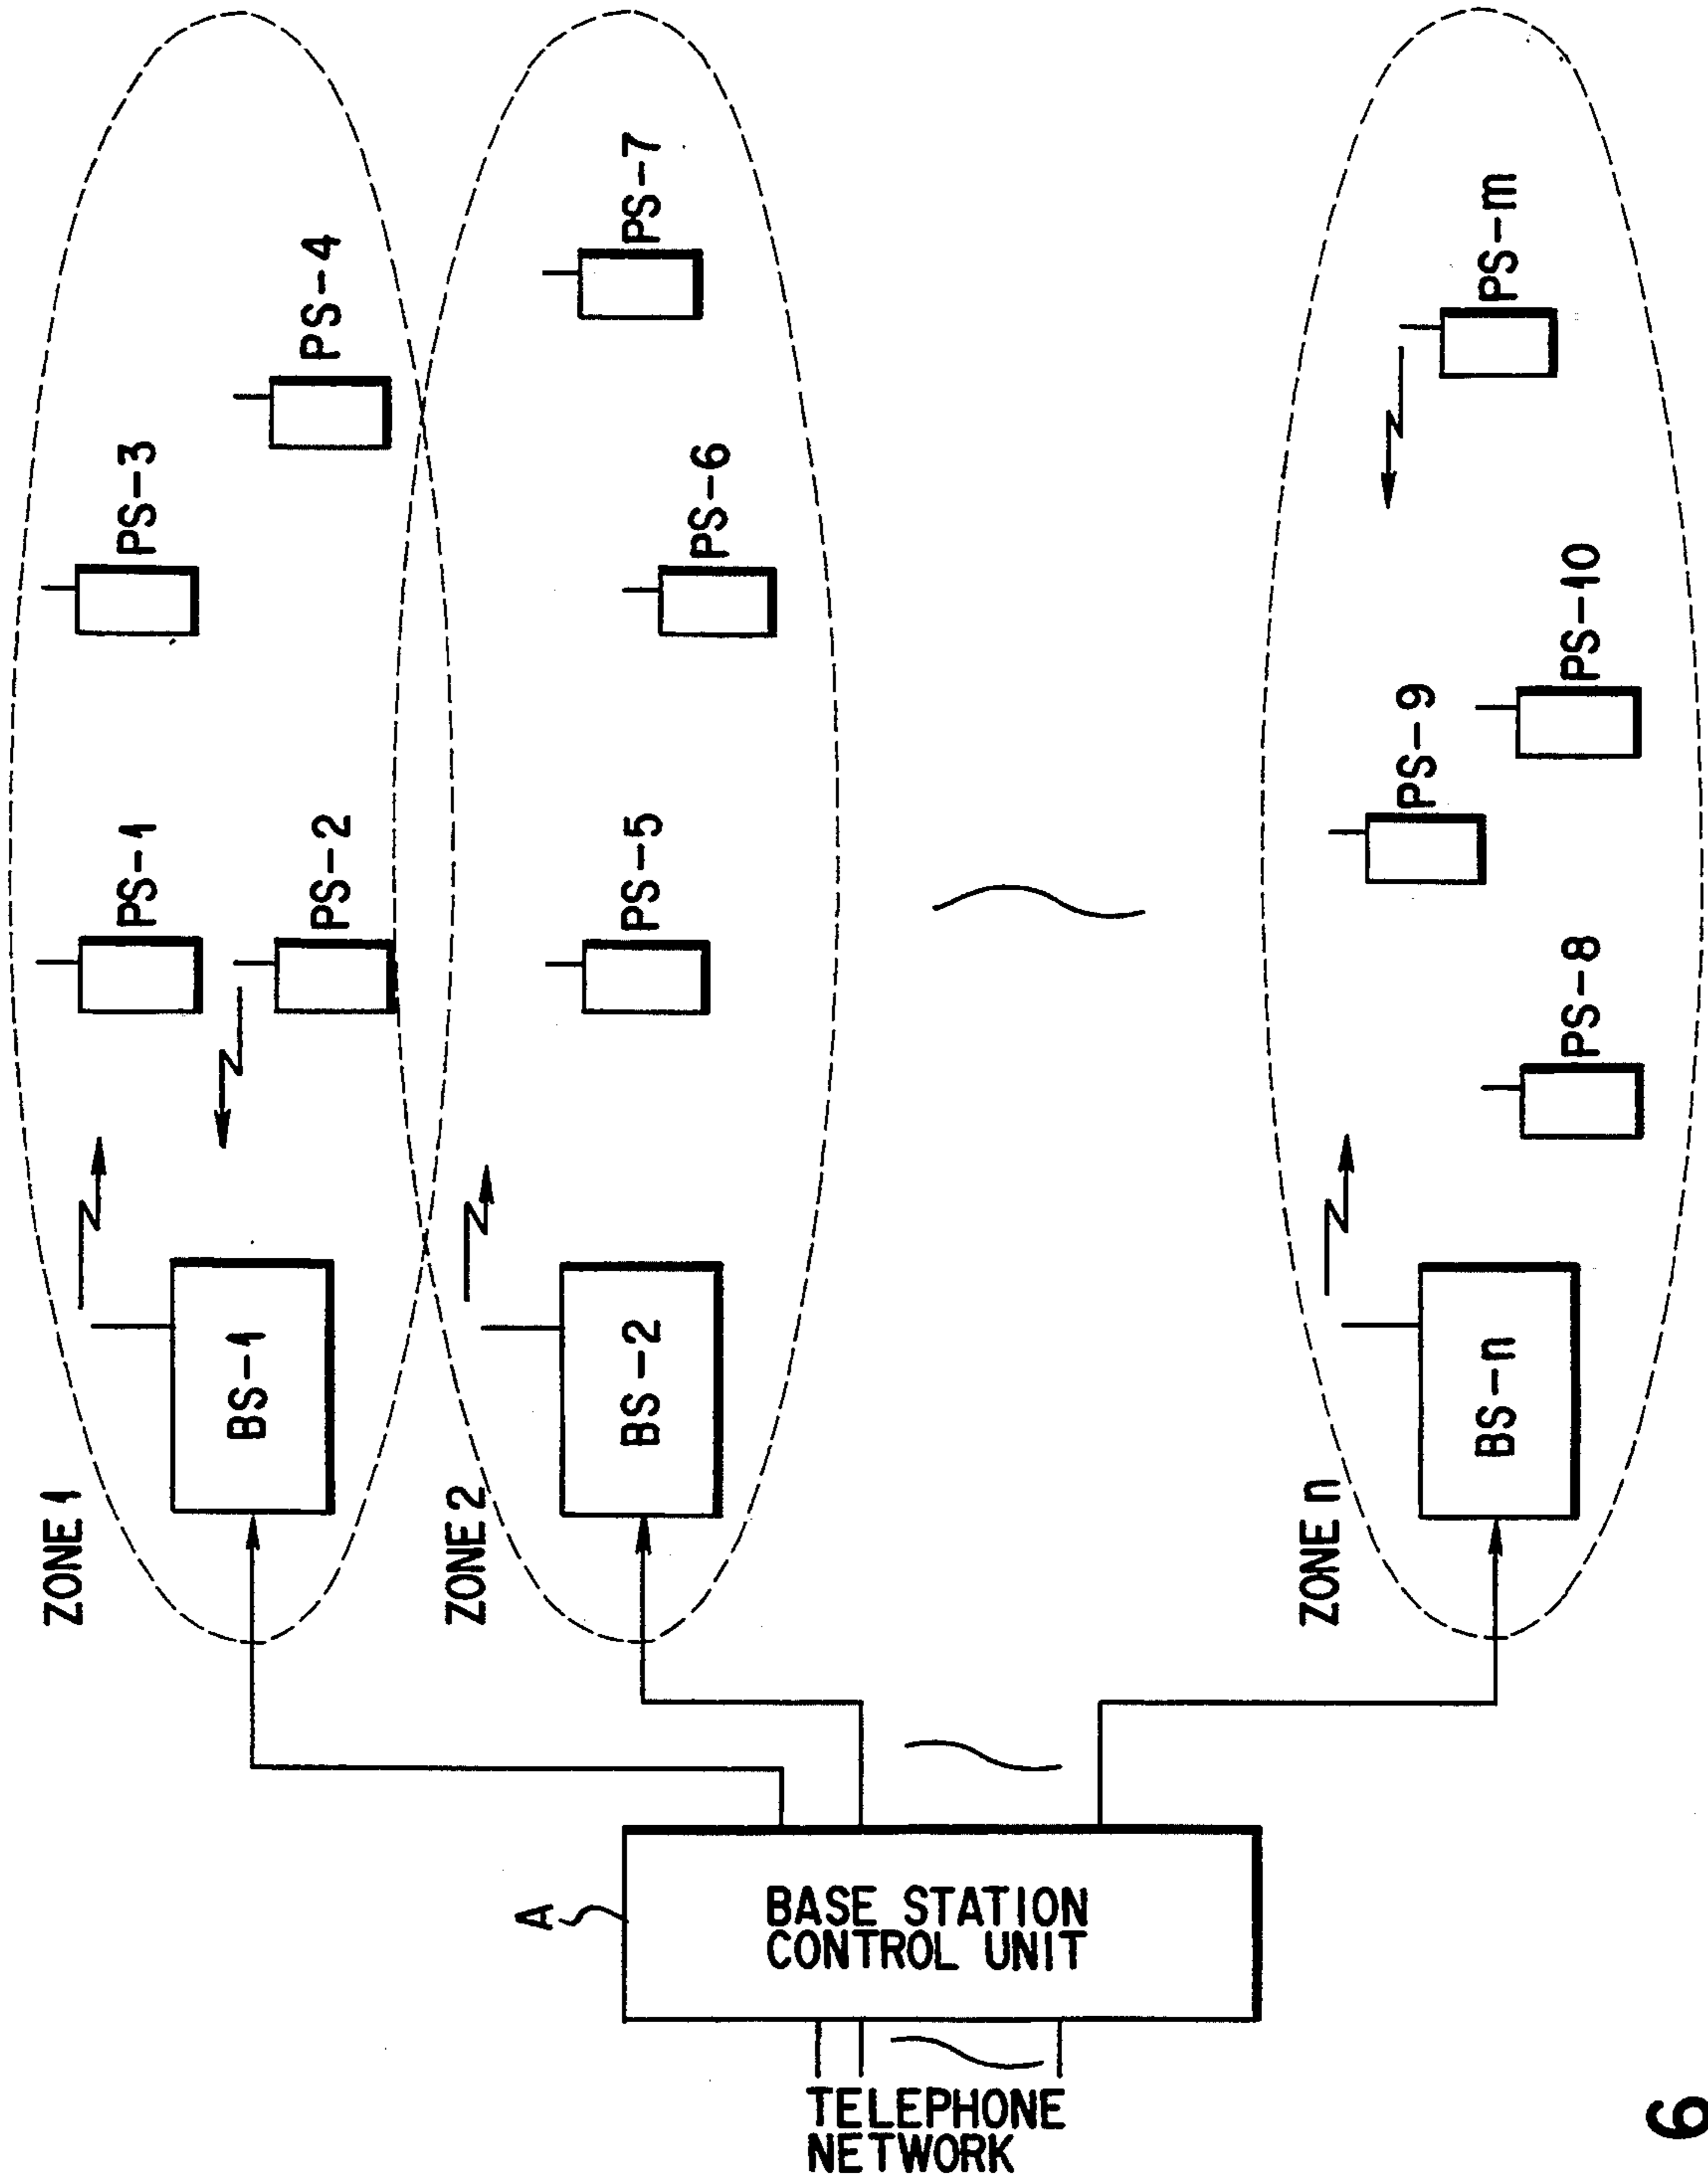 ZONE 1
BS-1
PS-1
PS-2
PS-3
PS-4
ZONE 2
BS-2
PS-5
PS-6
PS-7
A
BASE STATION
CONTROL UNIT
TELEPHONE
NETWORK
ZONE n
BS-n
PS-8
PS-9
PS-10
PS-m
6